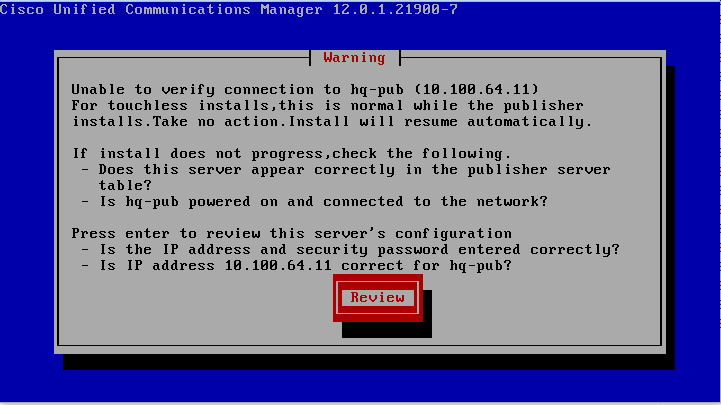 Cisco Unified Communications Manager 12.0.1.21900-7
Warning
Unable to verify connection to hq-pub (10.100.64.11)
For touchless installs,this is normal while the publisher
installs.Take no action.Install will resume automatically.
If install does not progress,check the following.
- Does this server appear correctly in the publisher server
table?
- Is hq-pub powered on and connected to the network?
Press enter to review this server's configuration
- Is the IP address and security password entered correctly?
- Is IP address 10.100.64.11 correct for hq-pub?
Review